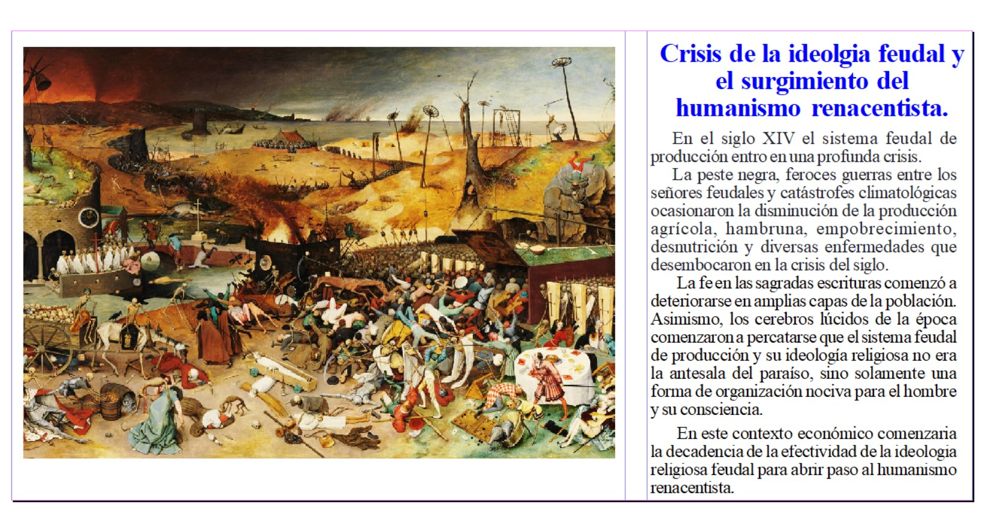 Crisis de la ideolgia feudal y
el surgimiento del
humanismo renacentista.
En el siglo XIV el sistema feudal de
producción entro en una profunda crisis.
La peste negra, feroces guerras entre los
señores feudales y catástrofes climatológicas
ocasionaron la disminución de la producción
agrícola, hambruna, empobrecimiento,
desnutrición y diversas enfermedades que
desembocaron en la crisis del siglo.
La fe en las sagradas escrituras comenzó a
deteriorarse en amplias capas de la población.
Asimismo, los cerebros lúcidos de la época
comenzaron a percatarse que el sistema feudal
de producción y su ideología religiosa no era
la antesala del paraíso, sino solamente una
forma de organización nociva para el hombre
y su consciencia.
En este contexto económico comenzaria
la decadencia de la efectividad de la ideologia
religiosa feudal para abrir paso al humanismo
renacentista.